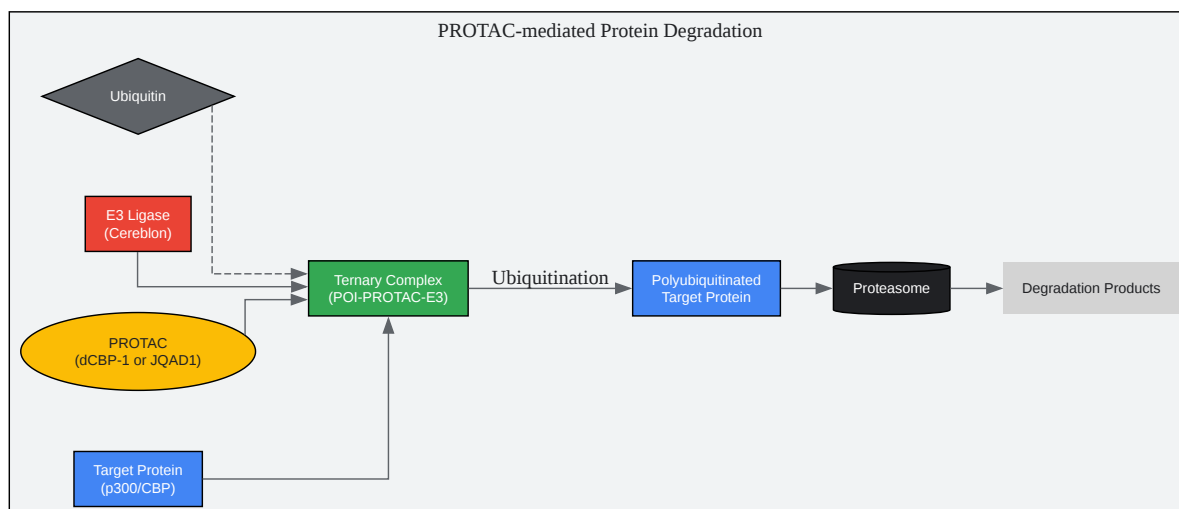 PROTAC-mediated Protein Degradation
Ubiquitin
E3 Ligase
(Cereblon)
PROTAC
(dCBP-1 or JQAD1)
Target Protein
(p300/CBP)
Ternary Complex
(POI-PROTAC-E3)
Ubiquitination
Polyubiquitinated
Target Protein
Proteasome
Degradation Products